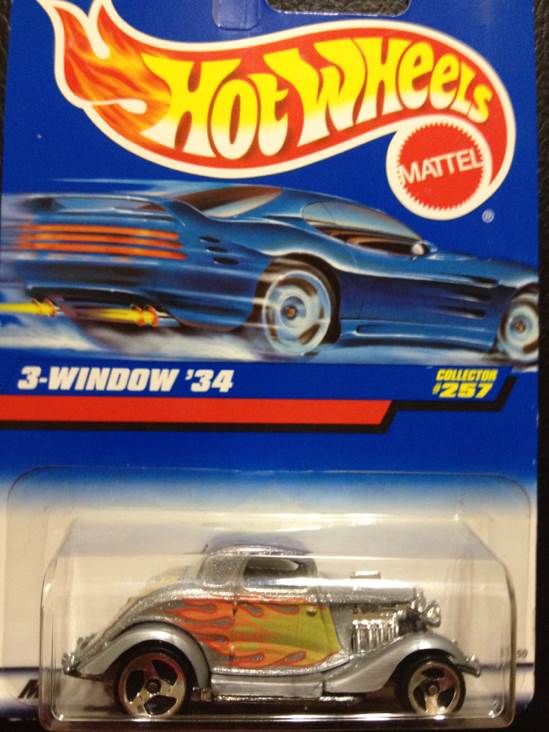 HOT WHEELS
MATTEL
®
3-WINDOW '34
COLLECTOR
#257